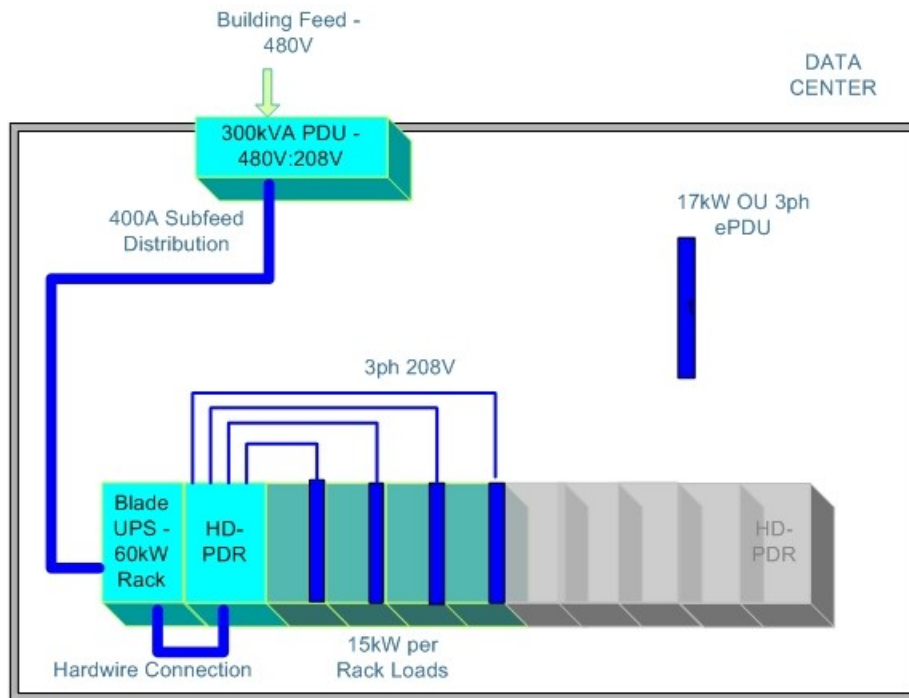 Building Feed -
480V
DATA
CENTER
300kVA PDU -
480V:208V
400A Subfeed
Distribution
17kW OU 3ph
ePDU
3ph 208V
Blade
UPS -
60kW
Rack
HD-
PDR
HD-
PDR
15kW per
Rack Loads
Hardwire Connection